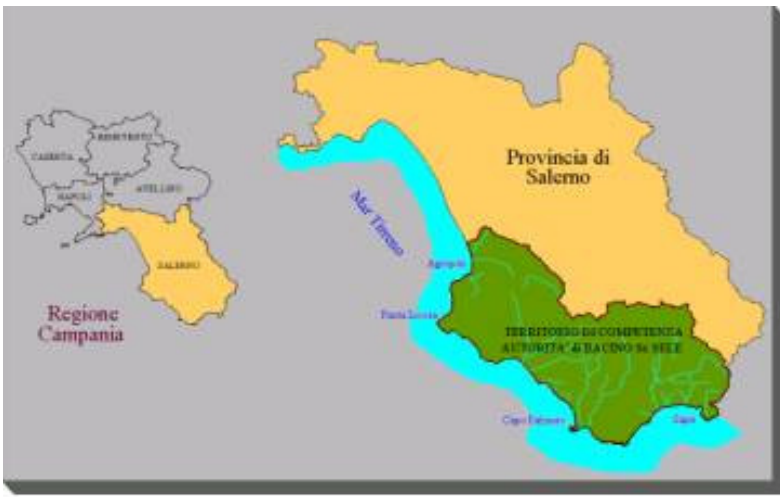 BENEVENTO
CASERTA
NAPOLI
AVELLINO
SALERNO
Regione
Campania
Provincia di
Salerno
Mar Tirreno
Agropoli
Punta Licosa
TERRITORIO DI COMPETENZA
AUTORITA' di BACINO Sx SELE
Capo Palinuro
Sapri